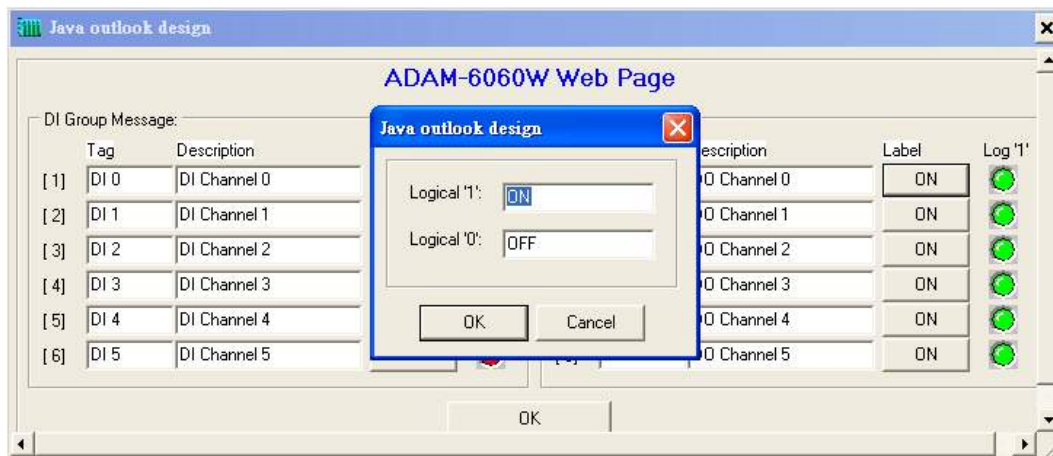 Java outlook design
ADAM-6060W Web Page
DI Group Message:
Tag Description
[1] DI 0 DI Channel 0
[2] DI 1 DI Channel 1
[3] DI 2 DI Channel 2
[4] DI 3 DI Channel 3
[5] DI 4 DI Channel 4
[6] DI 5 DI Channel 5
Java outlook design
Logical '1': ON
Logical '0': OFF
OK Cancel
Label Log '1'
Channel 0 ON
Channel 1 ON
Channel 2 ON
Channel 3 ON
Channel 4 ON
Channel 5 ON
OK